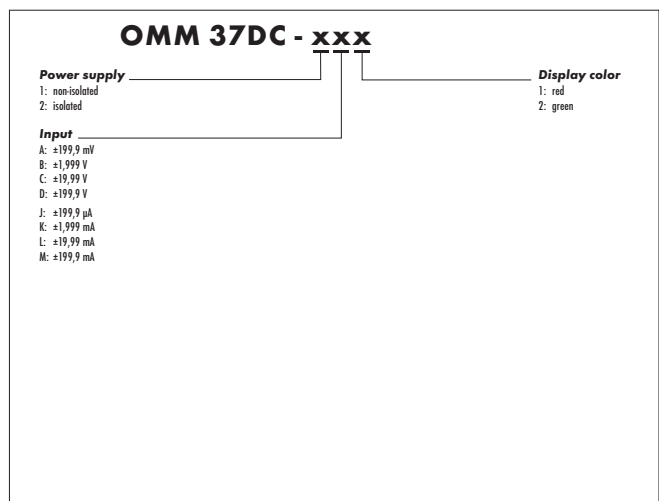 OMM 37DC - xxx
Power supply
1: non-isolated
2: isolated
Input
A: ±199,9 mV
B: ±1,999 V
C: ±19,99 V
D: ±199,9 V
J: ±199,9 µA
K: ±1,999 mA
L: ±19,99 mA
M: ±199,9 mA
Display color
1: red
2: green